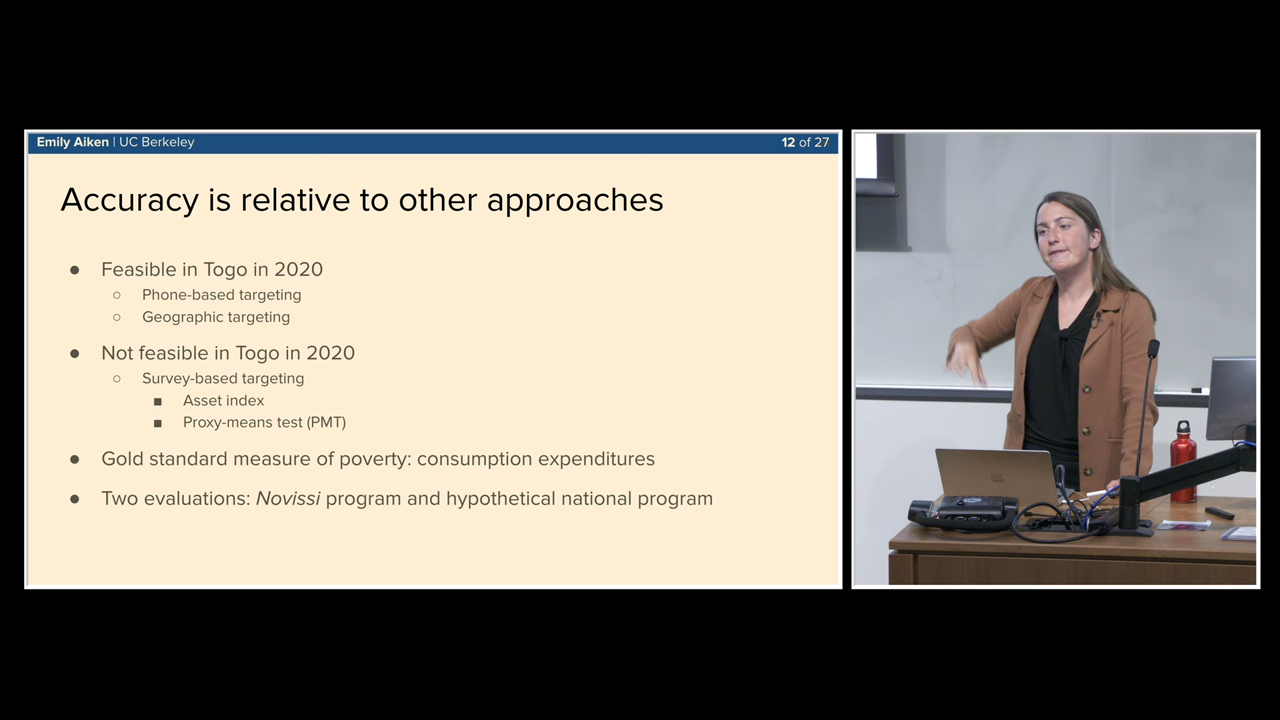 Emily Aiken | UC Berkeley
12 of 27
Accuracy is relative to other approaches
● Feasible in Togo in 2020
○ Phone-based targeting
○ Geographic targeting
● Not feasible in Togo in 2020
○ Survey-based targeting
■ Asset index
■ Proxy-means test (PMT)
● Gold standard measure of poverty: consumption expenditures
● Two evaluations: Novissi program and hypothetical national program